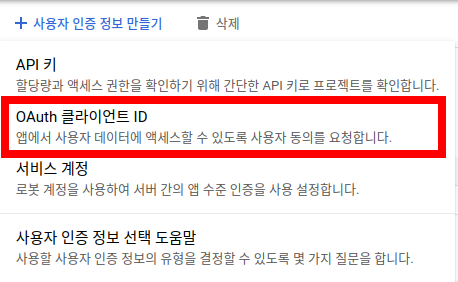 + 사용자 인증 정보 만들기 삭제
API 키
할당량과 액세스 권한을 확인하기 위해 간단한 API 키로 프로젝트를 확인합니다.
OAuth 클라이언트 ID
앱에서 사용자 데이터에 액세스할 수 있도록 사용자 동의를 요청합니다.
서비스 계정
로봇 계정을 사용하여 서버 간의 앱 수준 인증을 사용 설정합니다.
사용자 인증 정보 선택 도움말
사용할 사용자 인증 정보의 유형을 결정할 수 있도록 몇 가지 질문을 합니다.